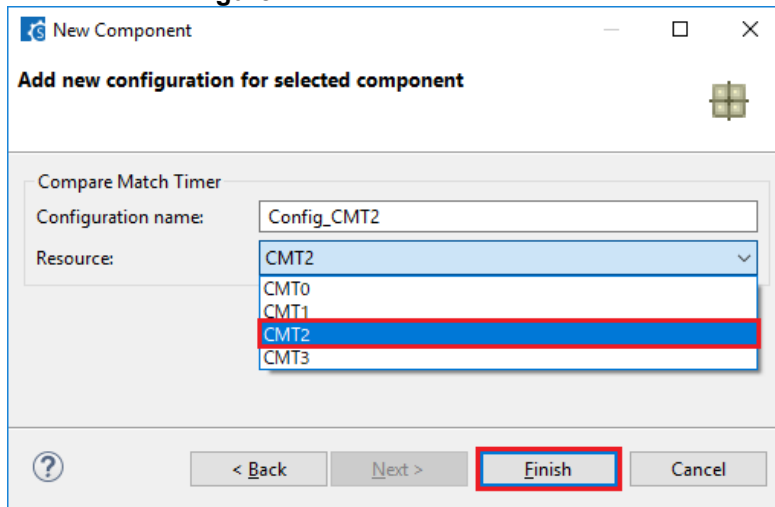 New Component
Add new configuration for selected component
Compare Match Timer
Configuration name: Config_CMT2
Resource: CMT2
CMT0
CMT1
CMT2
CMT3
? < Back Next > Finish Cancel